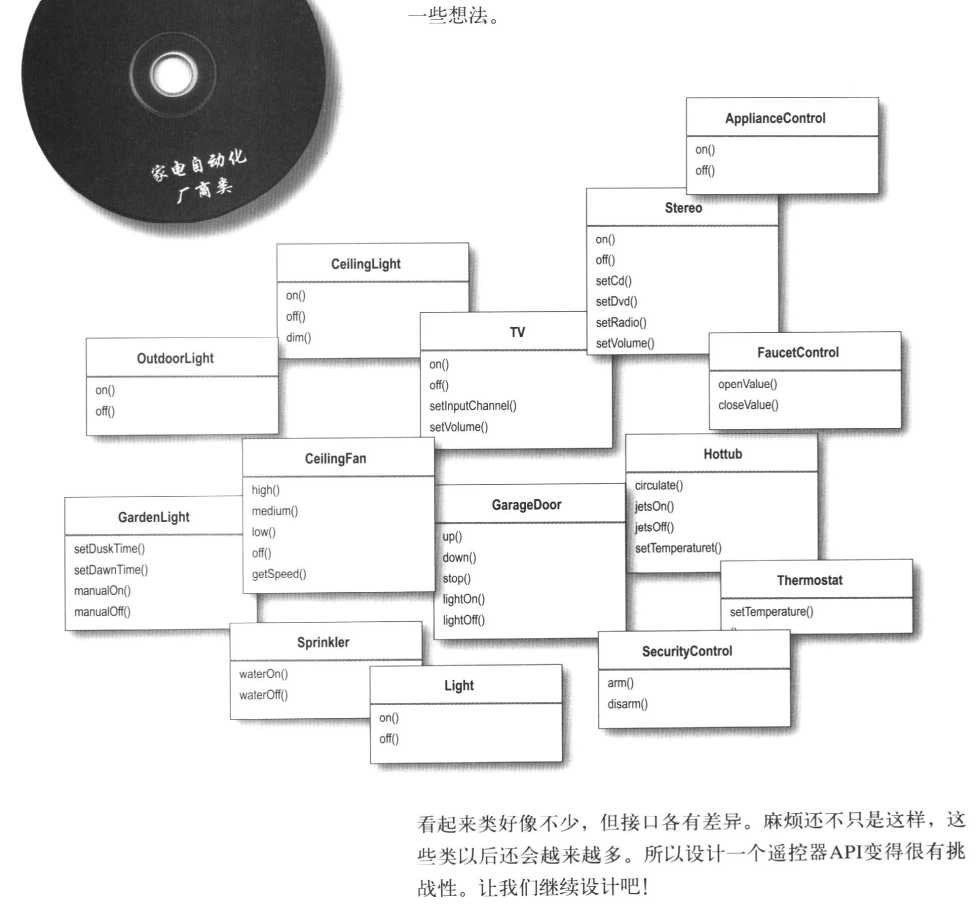 一些想法。
家电自动化
厂商类
ApplianceControl
on()
off()
Stereo
on()
off()
setCd()
setDvd()
setRadio()
setVolume()
CeilingLight
on()
off()
dim()
TV
on()
off()
setInputChannel()
setVolume()
OutdoorLight
on()
off()
FaucetControl
openValue()
closeValue()
CeilingFan
high()
medium()
low()
off()
getSpeed()
Hottub
circulate()
jetsOn()
jetsOff()
setTemperaturet()
GardenLight
setDuskTime()
setDawnTime()
manualOn()
manualOff()
GarageDoor
up()
down()
stop()
lightOn()
lightOff()
Thermostat
setTemperature()
Sprinkler
waterOn()
waterOff()
Light
on()
off()
SecurityControl
arm()
disarm()
看起来类好像不少，但接口各有差异。麻烦还不只是这样，这
些类以后还会越来越多。所以设计一个遥控器API变得很有挑
战性。让我们继续设计吧！